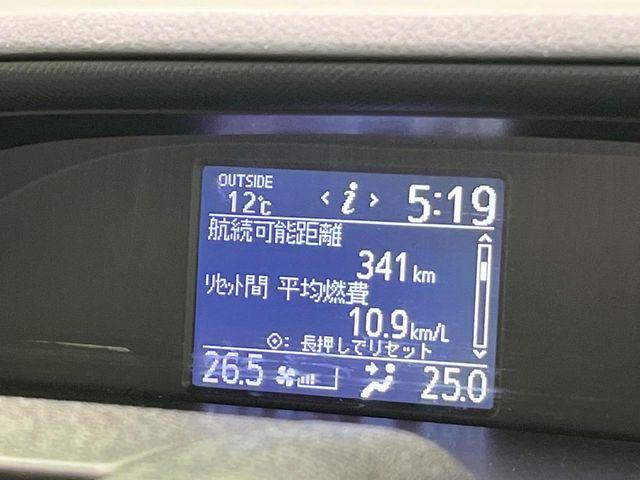 OUTSIDE
12℃
< i >
5:19
航続可能距離
341 km
リセット間 平均燃費
10.9 km/L
: 長押しでリセット
26.5
25.0